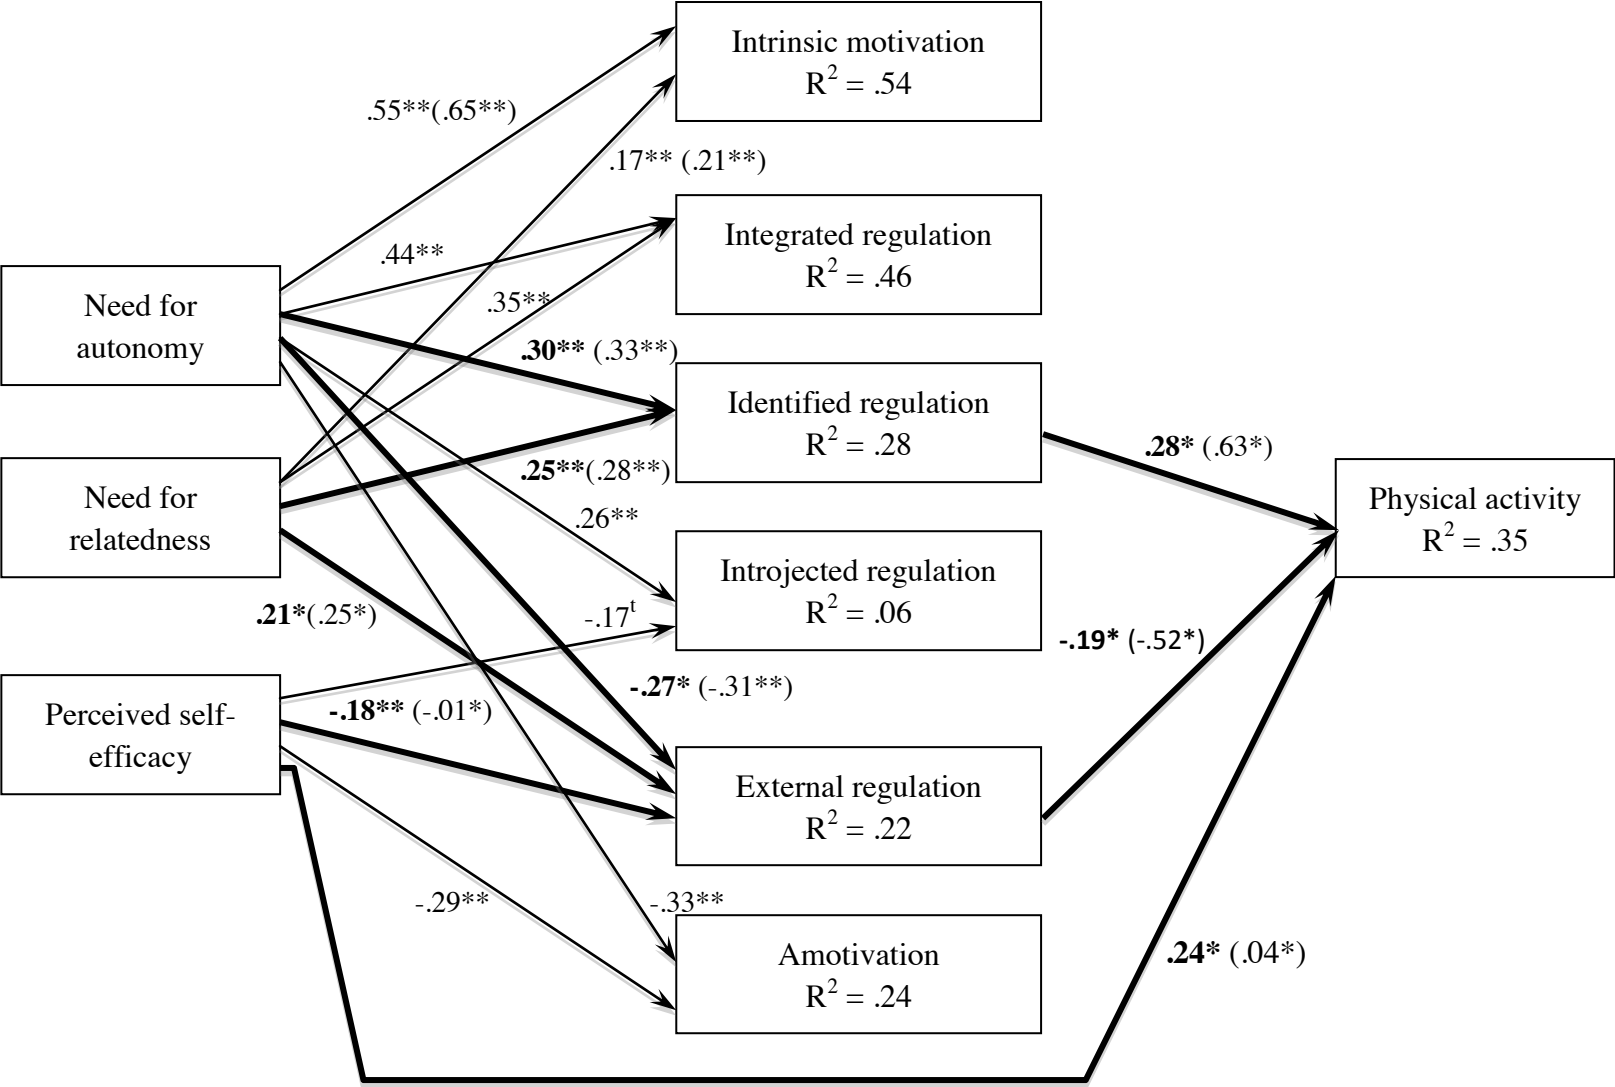 Intrinsic motivation
R² = .54
.55**(.65**)
.17** (.21**)
Integrated regulation
R² = .46
.44**
Need for
autonomy
.35**
.30** (.33**)
Identified regulation
R² = .28
.28* (.63*)
.25**(.28**)
Need for
relatedness
Physical activity
R² = .35
.26**
Introjected regulation
R² = .06
.21*(.25*)
-.17ᵗ
-.19* (-.52*)
-.27* (-.31**)
-.18** (-.01*)
Perceived self-
efficacy
External regulation
R² = .22
-.29**
-.33**
.24* (.04*)
Amotivation
R² = .24